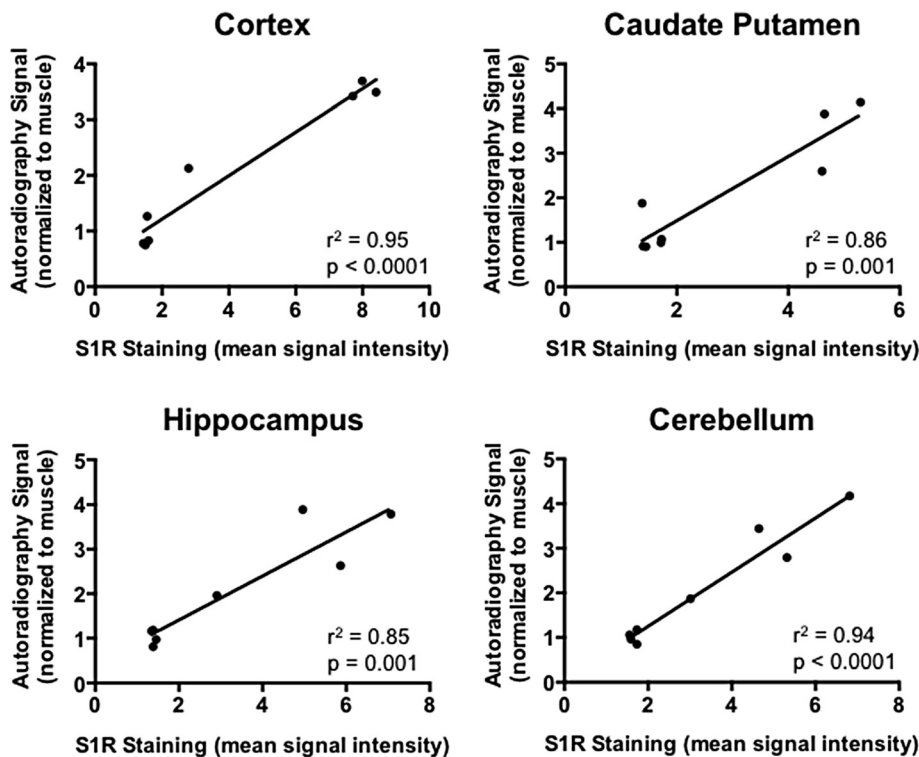 Cortex
Autoradiography Signal
(normalized to muscle)
4
3
2
1
0
r² = 0.95
p < 0.0001
0 2 4 6 8 10
S1R Staining (mean signal intensity)
Caudate Putamen
Autoradiography Signal
(normalized to muscle)
5
4
3
2
1
0
r² = 0.86
p = 0.001
0 2 4 6
S1R Staining (mean signal intensity)
Hippocampus
Autoradiography Signal
(normalized to muscle)
5
4
3
2
1
0
r² = 0.85
p = 0.001
0 2 4 6 8
S1R Staining (mean signal intensity)
Cerebellum
Autoradiography Signal
(normalized to muscle)
5
4
3
2
1
0
r² = 0.94
p < 0.0001
0 2 4 6 8
S1R Staining (mean signal intensity)